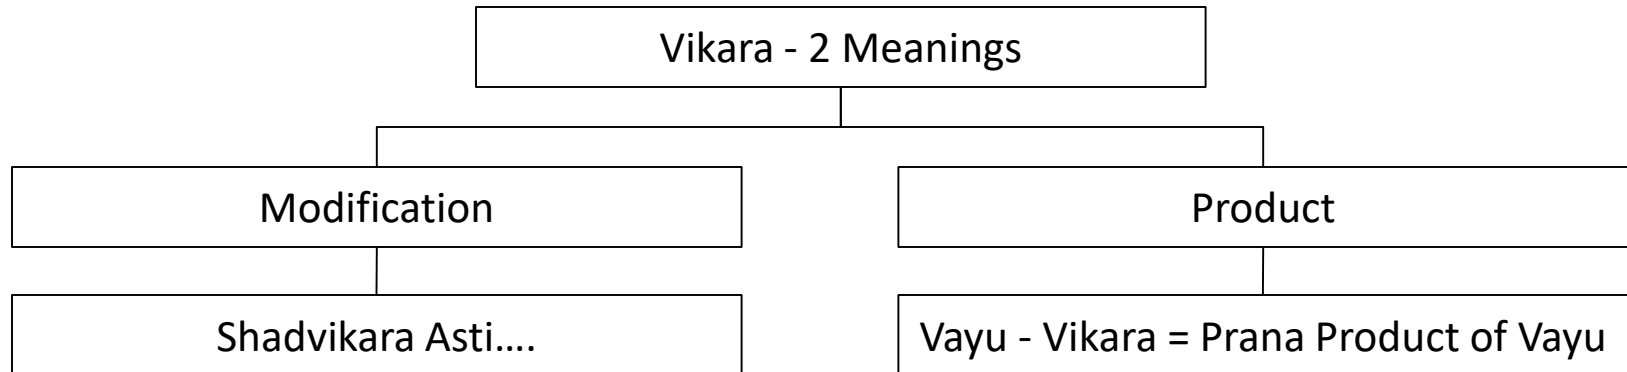 Vikara - 2 Meanings
Modification
Product
Shadvikara Asti....
Vayu - Vikara = Prana Product of Vayu